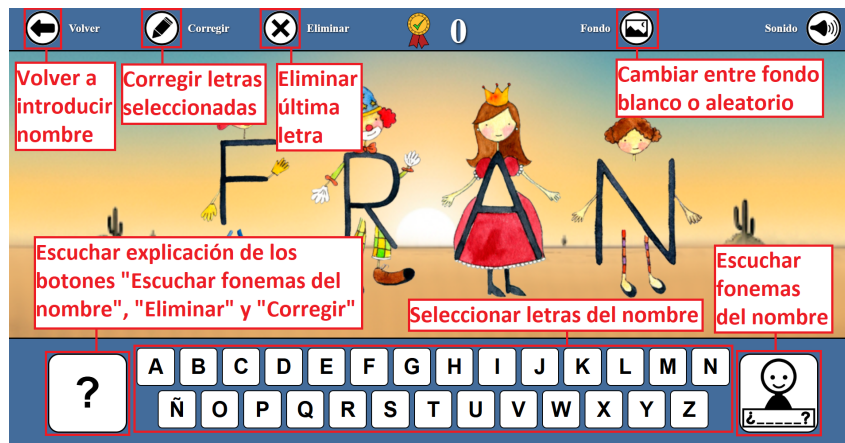 Volver
Corregir
Eliminar
0
Fondo
Sonido
Volver a
introducir
nombre
Corregir letras
seleccionadas
Eliminar
última
letra
Cambiar entre fondo
blanco o aleatorio
F R A N
Escuchar explicación de los
botones "Escuchar fonemas del
nombre", "Eliminar" y "Corregir"
Seleccionar letras del nombre
Escuchar
fonemas
del nombre
?
A B C D E F G H I J K L M N
Ñ O P Q R S T U V W X Y Z
¿_____?